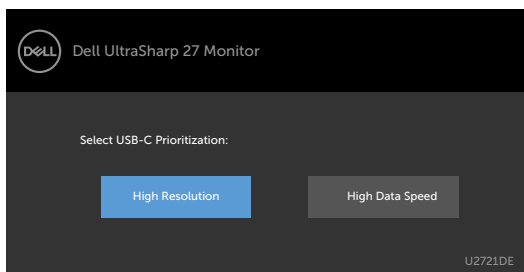 DELL
Dell UltraSharp 27 Monitor
Select USB-C Prioritization:
High Resolution
High Data Speed
U2721DE